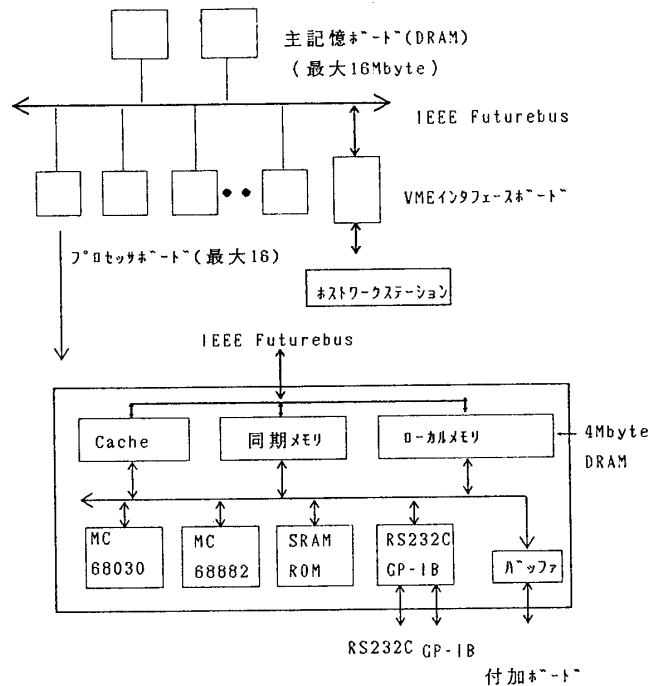 主記憶ボード(DRAM)
(最大16Mbyte)
IEEE Futurebus
VMEインタフェースボード
プロセッサボード(最大16)
ホストワークステーション
IEEE Futurebus
Cache
同期メモリ
ローカルメモリ
4Mbyte
DRAM
MC
68030
MC
68882
SRAM
ROM
RS232C
GP-IB
バッファ
RS232C GP-IB
付加ボード